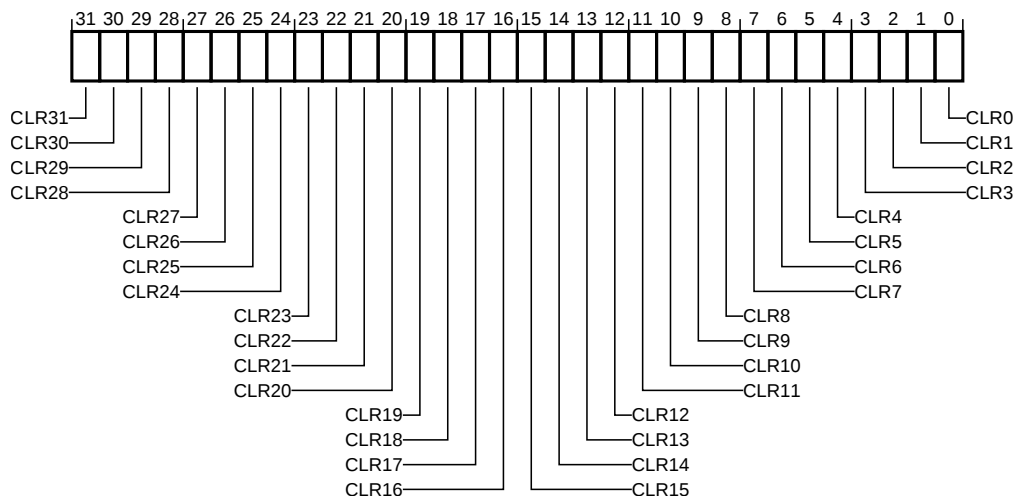 31 30 29 28 27 26 25 24 23 22 21 20 19 18 17 16 15 14 13 12 11 10 9 8 7 6 5 4 3 2 1 0
CLR31 CLR0
CLR30 CLR1
CLR29 CLR2
CLR28 CLR3
CLR27 CLR4
CLR26 CLR5
CLR25 CLR6
CLR24 CLR7
CLR23 CLR8
CLR22 CLR9
CLR21 CLR10
CLR20 CLR11
CLR19 CLR12
CLR18 CLR13
CLR17 CLR14
CLR16 CLR15